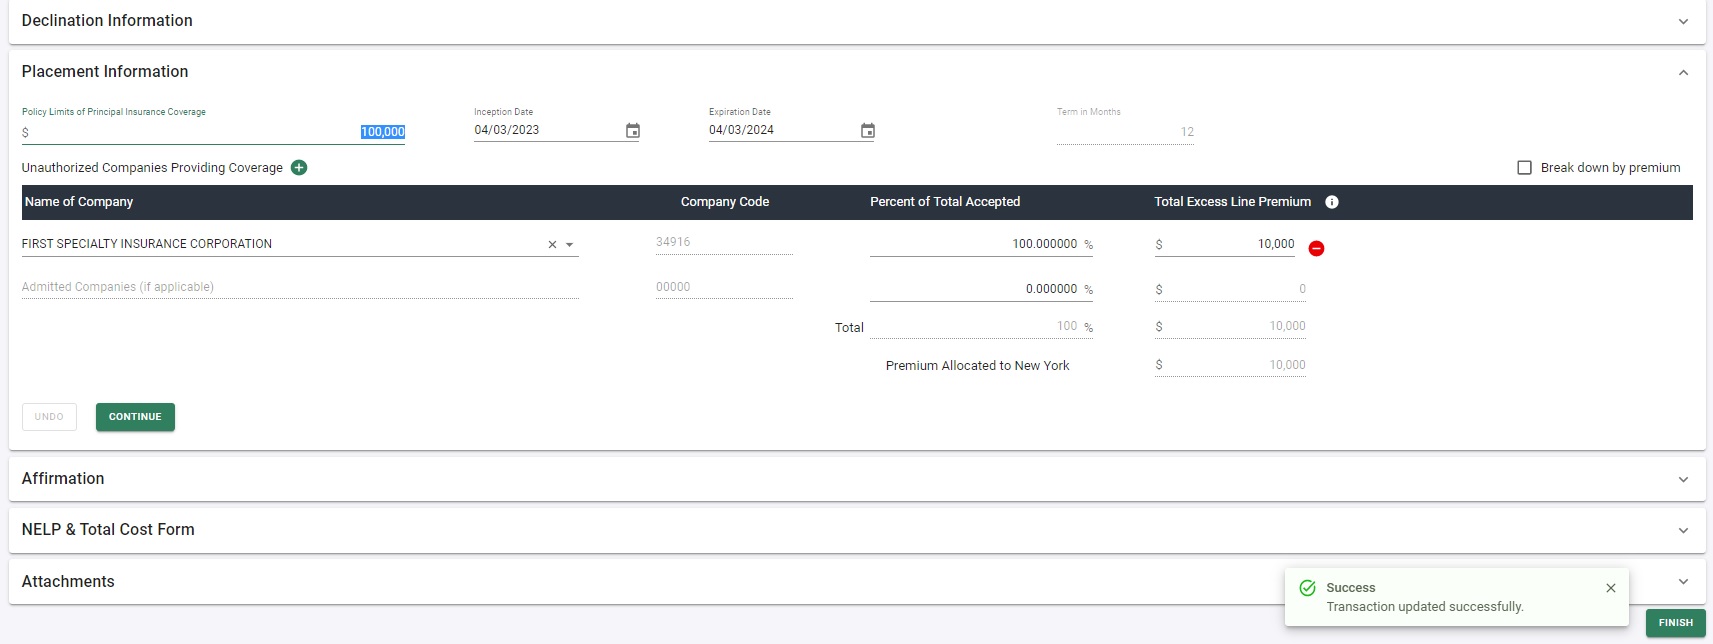 Declination Information
Placement Information
Policy Limits of Principal Insurance Coverage
$ 100,000
Inception Date
04/03/2023
Expiration Date
04/03/2024
Term in Months
12
Unauthorized Companies Providing Coverage
Break down by premium
Name of Company Company Code Percent of Total Accepted Total Excess Line Premium
FIRST SPECIALTY INSURANCE CORPORATION 34916 100.000000 % $ 10,000
Admitted Companies (if applicable) 00000 0.000000 % $ 0
Total 100 % $ 10,000
Premium Allocated to New York $ 10,000
UNDO CONTINUE
Affirmation
NELP & Total Cost Form
Attachments
Success
Transaction updated successfully.
FINISH